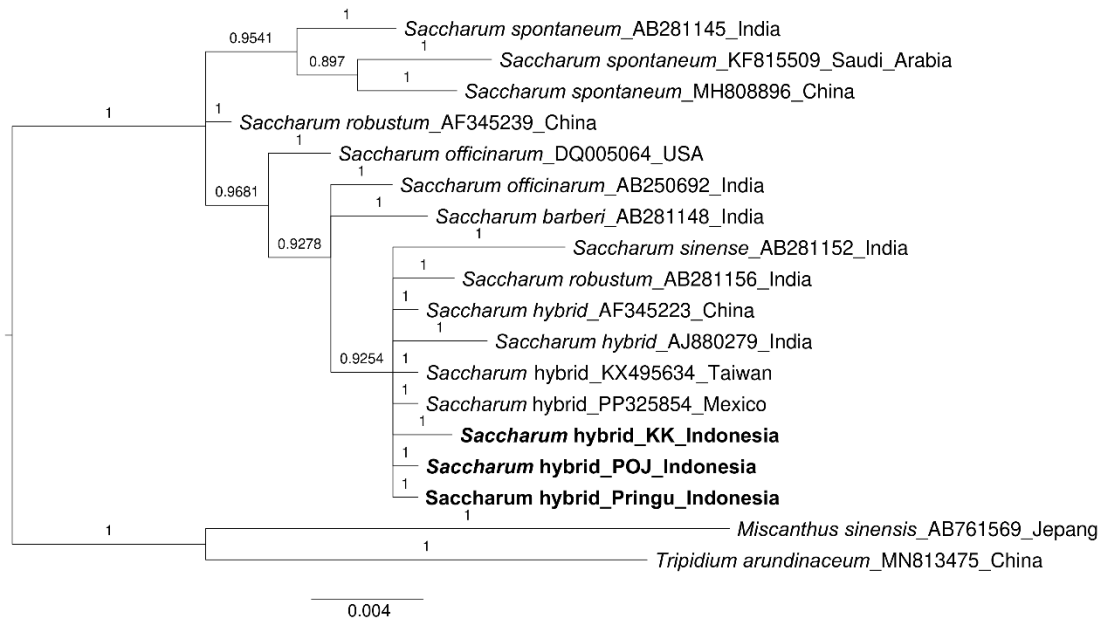 1
Saccharum spontaneum_AB281145_India
0.9541
1
Saccharum spontaneum_KF815509_Saudi_Arabia
0.897
1
Saccharum spontaneum_MH808896_China
1
1
Saccharum robustum_AF345239_China
1
Saccharum officinarum_DQ005064_USA
0.9681
1
Saccharum officinarum_AB250692_India
1
Saccharum barberi_AB281148_India
0.9278
1
Saccharum sinense_AB281152_India
1
Saccharum robustum_AB281156_India
1
Saccharum hybrid_AF345223_China
1
Saccharum hybrid_AJ880279_India
0.9254
1
Saccharum hybrid_KX495634_Taiwan
1
Saccharum hybrid_PP325854_Mexico
1
Saccharum hybrid_KK_Indonesia
1
Saccharum hybrid_POJ_Indonesia
1
Saccharum hybrid_Pringu_Indonesia
1
Miscanthus sinensis_AB761569_Jepang
1
1
Tripidium arundinaceum_MN813475_China
0.004